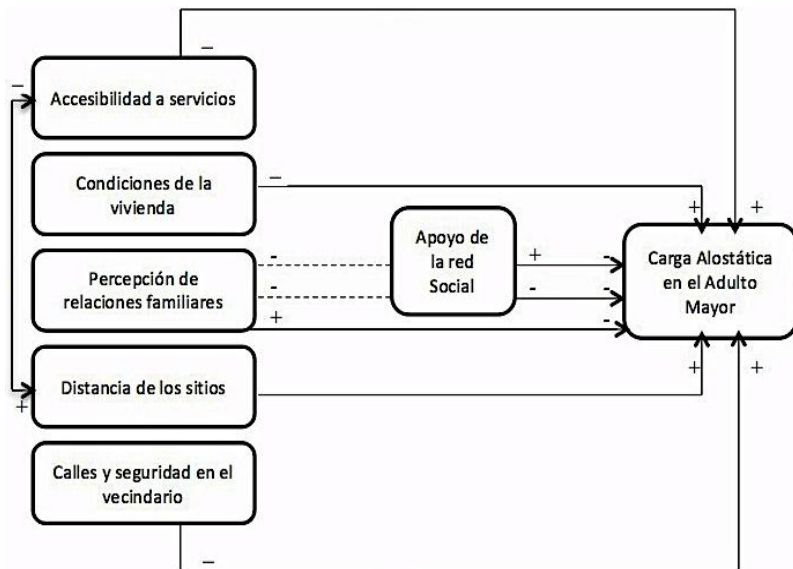 Accesibilidad a servicios
Condiciones de la
vivienda
Percepción de
relaciones familiares
Distancia de los sitios
Calles y seguridad en el
vecindario
Apoyo de
la red
Social
Carga Alostática
en el Adulto
Mayor
−
−
+
−
-
-
+
−
+
-
-
-
-
+
+
+
+